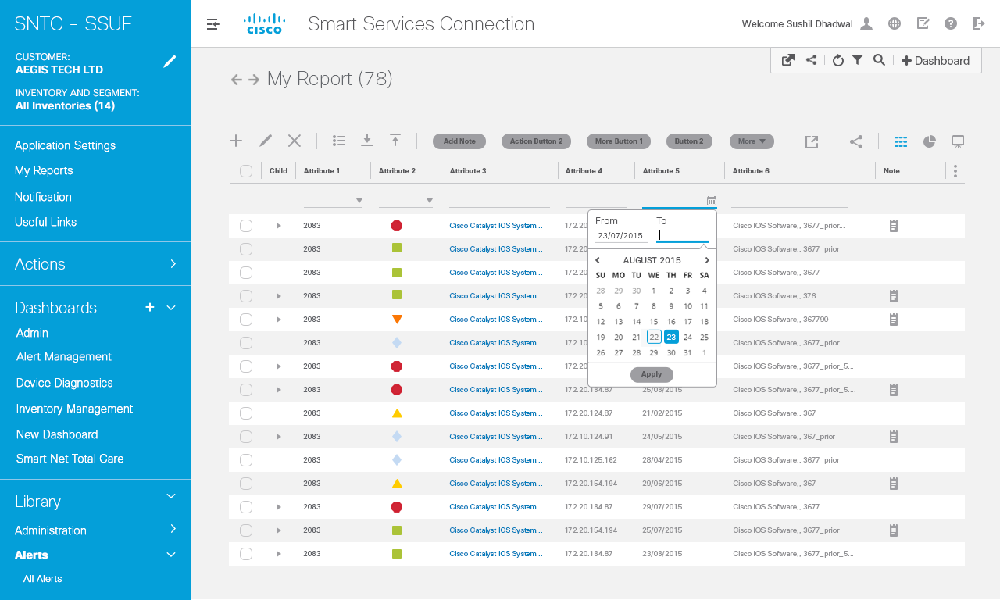 SNTC - SSUE
CUSTOMER:
AEGIS TECH LTD
INVENTORY AND SEGMENT:
All Inventories (14)
Application Settings
My Reports
Notification
Useful Links
Actions
Dashboards
Admin
Alert Management
Device Diagnostics
Inventory Management
New Dashboard
Smart Net Total Care
Library
Administration
Alerts
All Alerts
CISCO Smart Services Connection Welcome Sushil Dhadwal
Dashboard
My Report (78)
Add Note Action Button 2 More Button 1 Button 2 More
Child Attribute 1 Attribute 2 Attribute 3 Attribute 4 Attribute 5 Attribute 6 Note
2083 Cisco Catalyst IOS System... 172.20 Cisco IOS Software,, 3677_prior...
2083 Cisco Catalyst IOS System... 172.20 Cisco IOS Software,, 3677_prior
2083 Cisco Catalyst IOS System... 172.20 Cisco IOS Software,, 3677
2083 Cisco Catalyst IOS System... 172.20 Cisco IOS Software,, 378
2083 Cisco Catalyst IOS System... 172.10 Cisco IOS Software,, 367790
2083 Cisco Catalyst IOS System... 172.10 Cisco IOS Software,, 3677_prior
2083 Cisco Catalyst IOS System... 172.20 Cisco IOS Software,, 3677_prior_5...
2083 Cisco Catalyst IOS System... 172.20.184.87 25/08/2015 Cisco IOS Software,, 3677_prior_5....
2083 Cisco Catalyst IOS System... 172.20.124.87 21/02/2015 Cisco IOS Software,, 367
2083 Cisco Catalyst IOS System... 172.10.124.91 24/05/2015 Cisco IOS Software,, 367_prior
2083 Cisco Catalyst IOS System... 172.10.125.162 28/04/2015 Cisco IOS Software,, 3677_prior
2083 Cisco Catalyst IOS System... 172.20.154.194 29/06/2015 Cisco IOS Software,, 367
2083 Cisco Catalyst IOS System... 172.20.184.87 29/07/2015 Cisco IOS Software,, 3677
2083 Cisco Catalyst IOS System... 172.20.154.194 25/07/2015 Cisco IOS Software,, 3677_prior
2083 Cisco Catalyst IOS System... 172.20.184.87 23/08/2015 Cisco IOS Software,, 3677_prior_5...
From To
23/07/2015
AUGUST 2015
SU MO TU WE TH FR SA
28 29 30 1 2 3 4
5 6 7 8 9 10 11
12 13 14 15 16 17 18
19 20 21 22 23 24 25
26 27 28 29 30 31 1
Apply